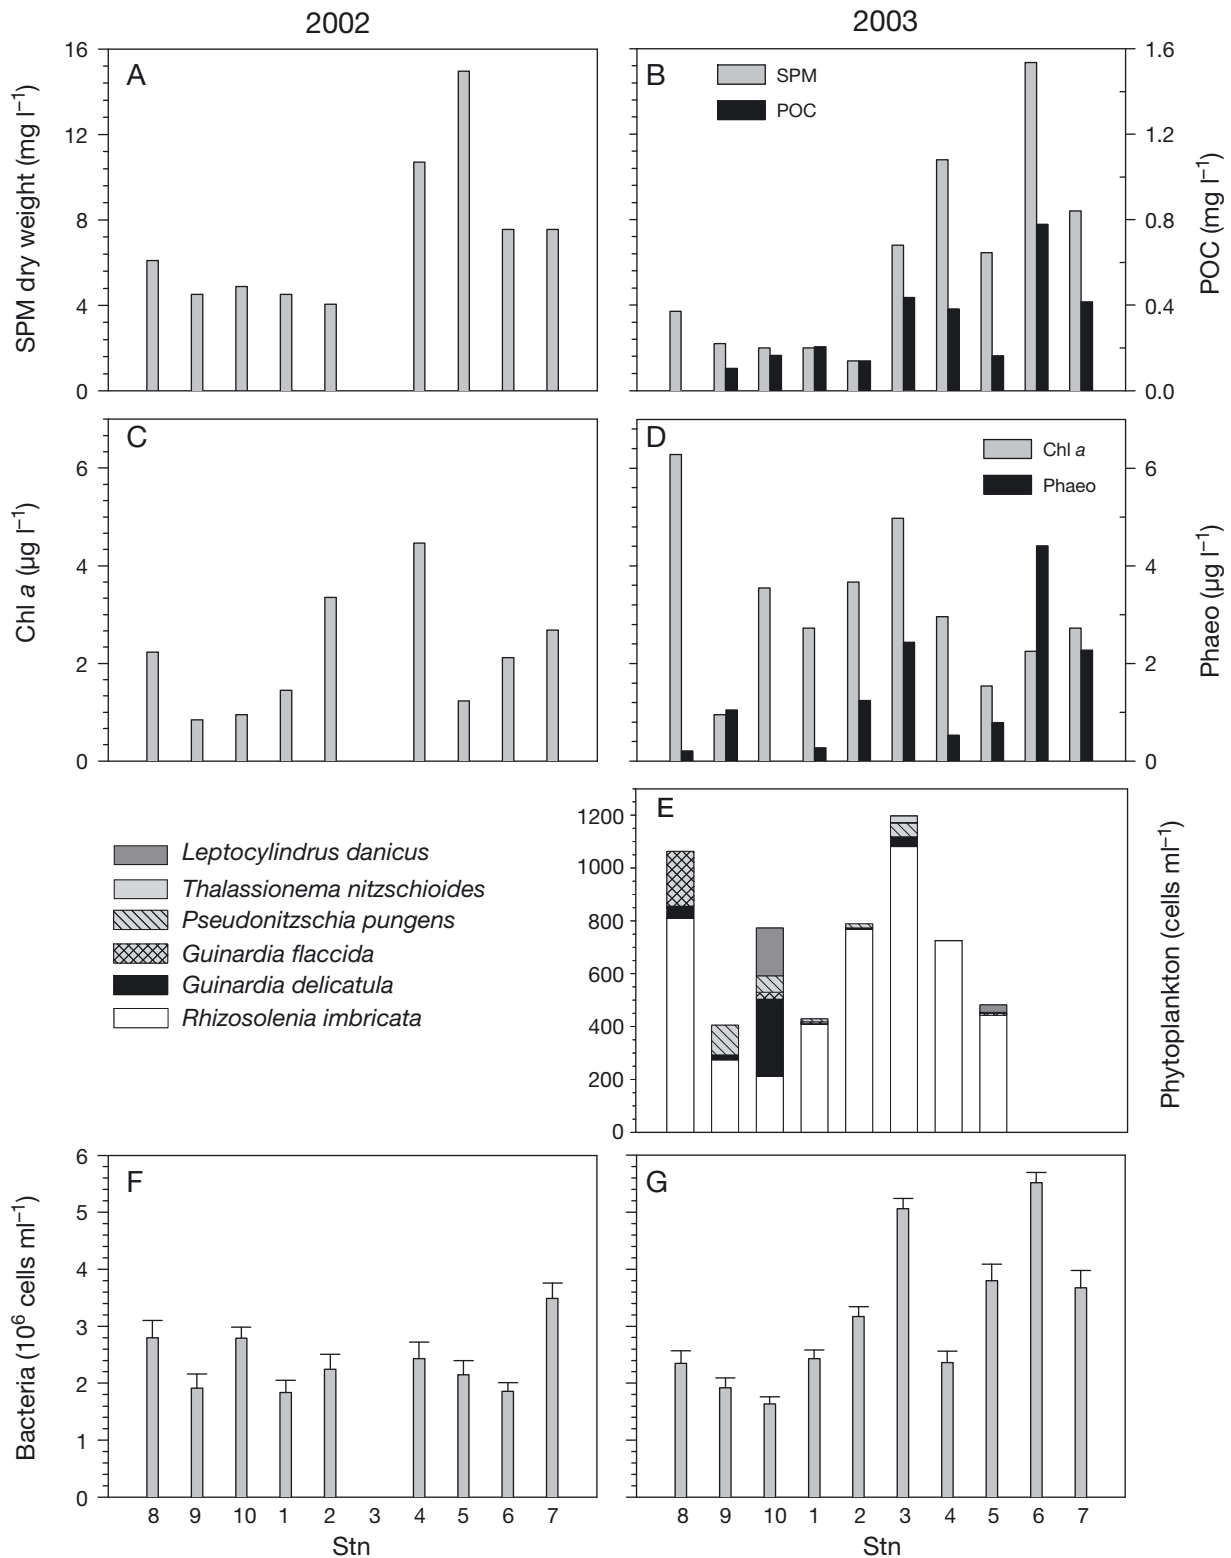 2002
2003
A
SPM dry weight (mg l⁻¹)
16
12
8
4
0
B
SPM
POC
1.6
1.2
0.8
0.4
0.0
POC (mg l⁻¹)
C
Chl a (µg l⁻¹)
6
4
2
0
D
Chl a
Phaeo
6
4
2
0
Phaeo (µg l⁻¹)
Leptocylindrus danicus
Thalassionema nitzschioides
Pseudonitzschia pungens
Guinardia flaccida
Guinardia delicatula
Rhizosolenia imbricata
E
1200
1000
800
600
400
200
0
Phytoplankton (cells ml⁻¹)
F
Bacteria (10⁶ cells ml⁻¹)
6
5
4
3
2
1
0
8 9 10 1 2 3 4 5 6 7
Stn
G
8 9 10 1 2 3 4 5 6 7
Stn